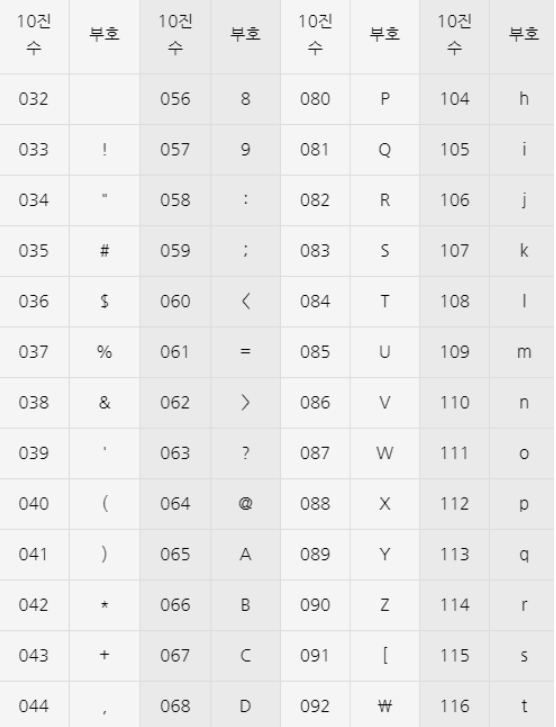 10진수 부호 10진수 부호 10진수 부호 10진수 부호
032 056 8 080 P 104 h
033 ! 057 9 081 Q 105 i
034 " 058 : 082 R 106 j
035 # 059 ; 083 S 107 k
036 $ 060 < 084 T 108 l
037 % 061 = 085 U 109 m
038 & 062 > 086 V 110 n
039 ' 063 ? 087 W 111 o
040 ( 064 @ 088 X 112 p
041 ) 065 A 089 Y 113 q
042 * 066 B 090 Z 114 r
043 + 067 C 091 [ 115 s
044 , 068 D 092 ₩ 116 t